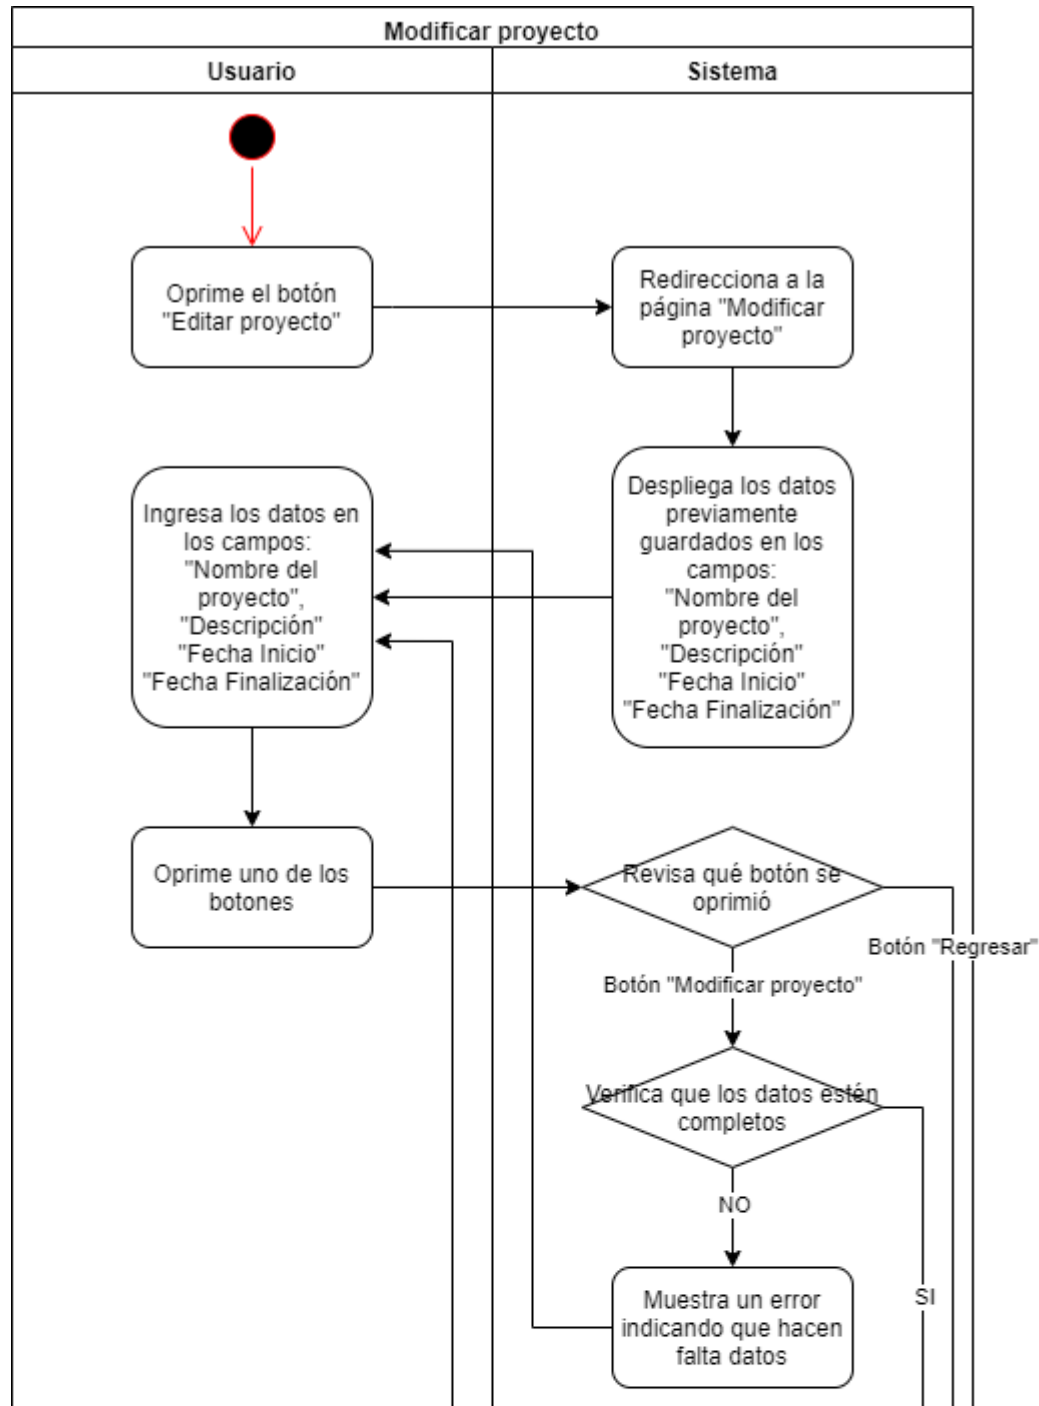 Modificar proyecto
Usuario
Sistema
Oprime el botón
"Editar proyecto"
Redirecciona a la
página "Modificar
proyecto"
Despliega los datos
previamente
guardados en los
campos:
"Nombre del
proyecto",
"Descripción"
"Fecha Inicio"
"Fecha Finalización"
Ingresa los datos en
los campos:
"Nombre del
proyecto",
"Descripción"
"Fecha Inicio"
"Fecha Finalización"
Oprime uno de los
botones
Revisa qué botón se
oprimió
Botón "Regresar"
Botón "Modificar proyecto"
Verifica que los datos estén
completos
NO
SI
Muestra un error
indicando que hacen
falta datos